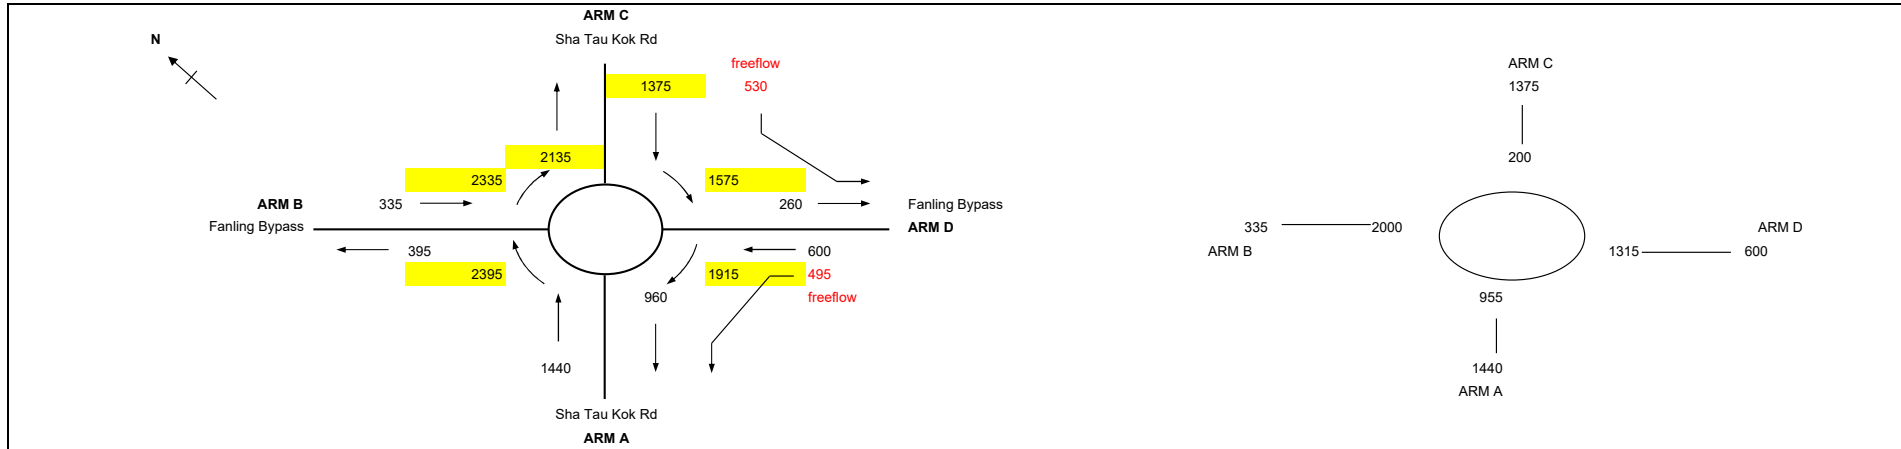 ARM C
Sha Tau Kok Rd
N
freeflow
1375
530
2135
2335
1575
ARM B
335
260
Fanling Bypass
Fanling Bypass
ARM D
395
600
2395
1915
495
960
freeflow
1440
Sha Tau Kok Rd
ARM A
ARM C
1375
200
335
2000
ARM D
ARM B
1315
600
955
1440
ARM A